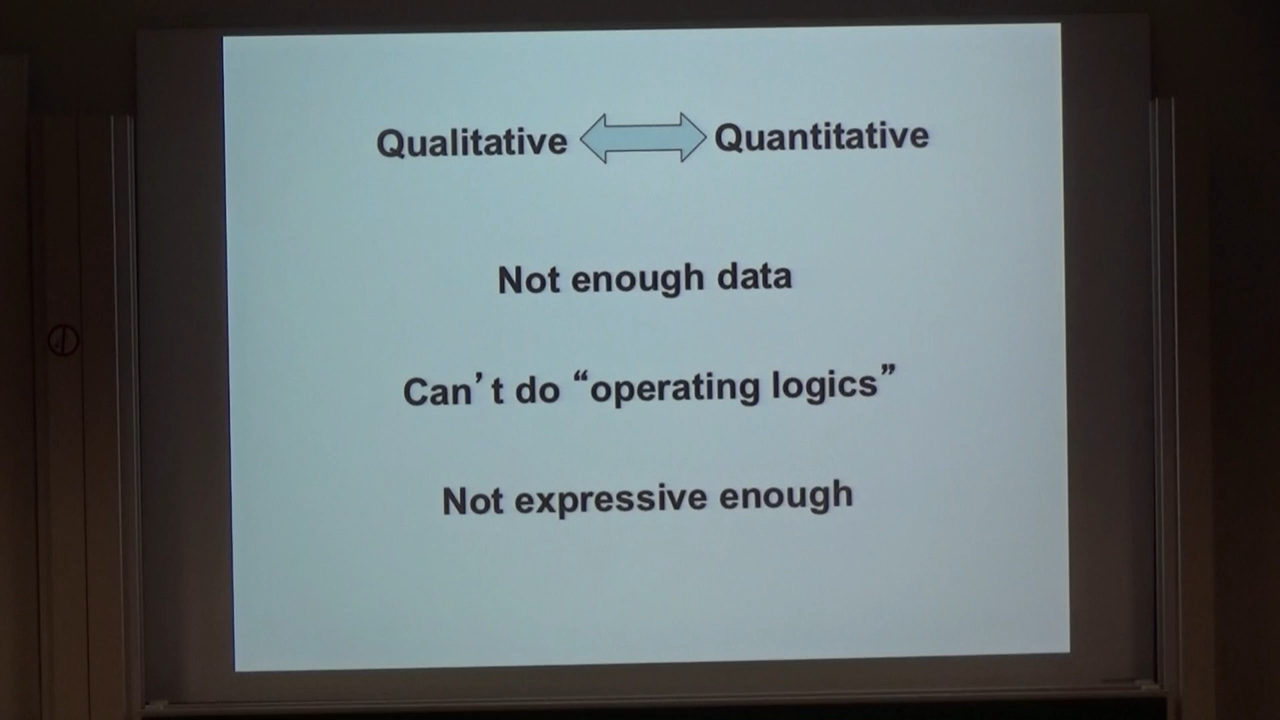 Qualitative Quantitative
Not enough data
Can't do “operating logics”
Not expressive enough